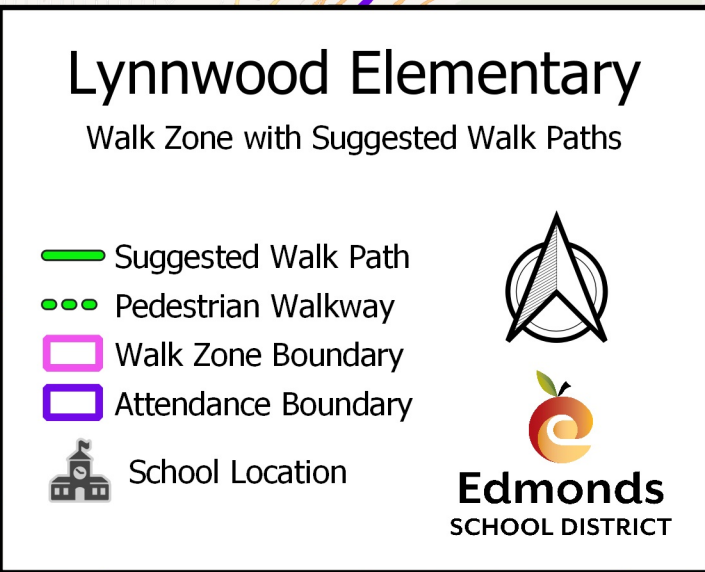 Lynnwood Elementary
Walk Zone with Suggested Walk Paths
Suggested Walk Path
Pedestrian Walkway
Walk Zone Boundary
Attendance Boundary
School Location
Edmonds
SCHOOL DISTRICT